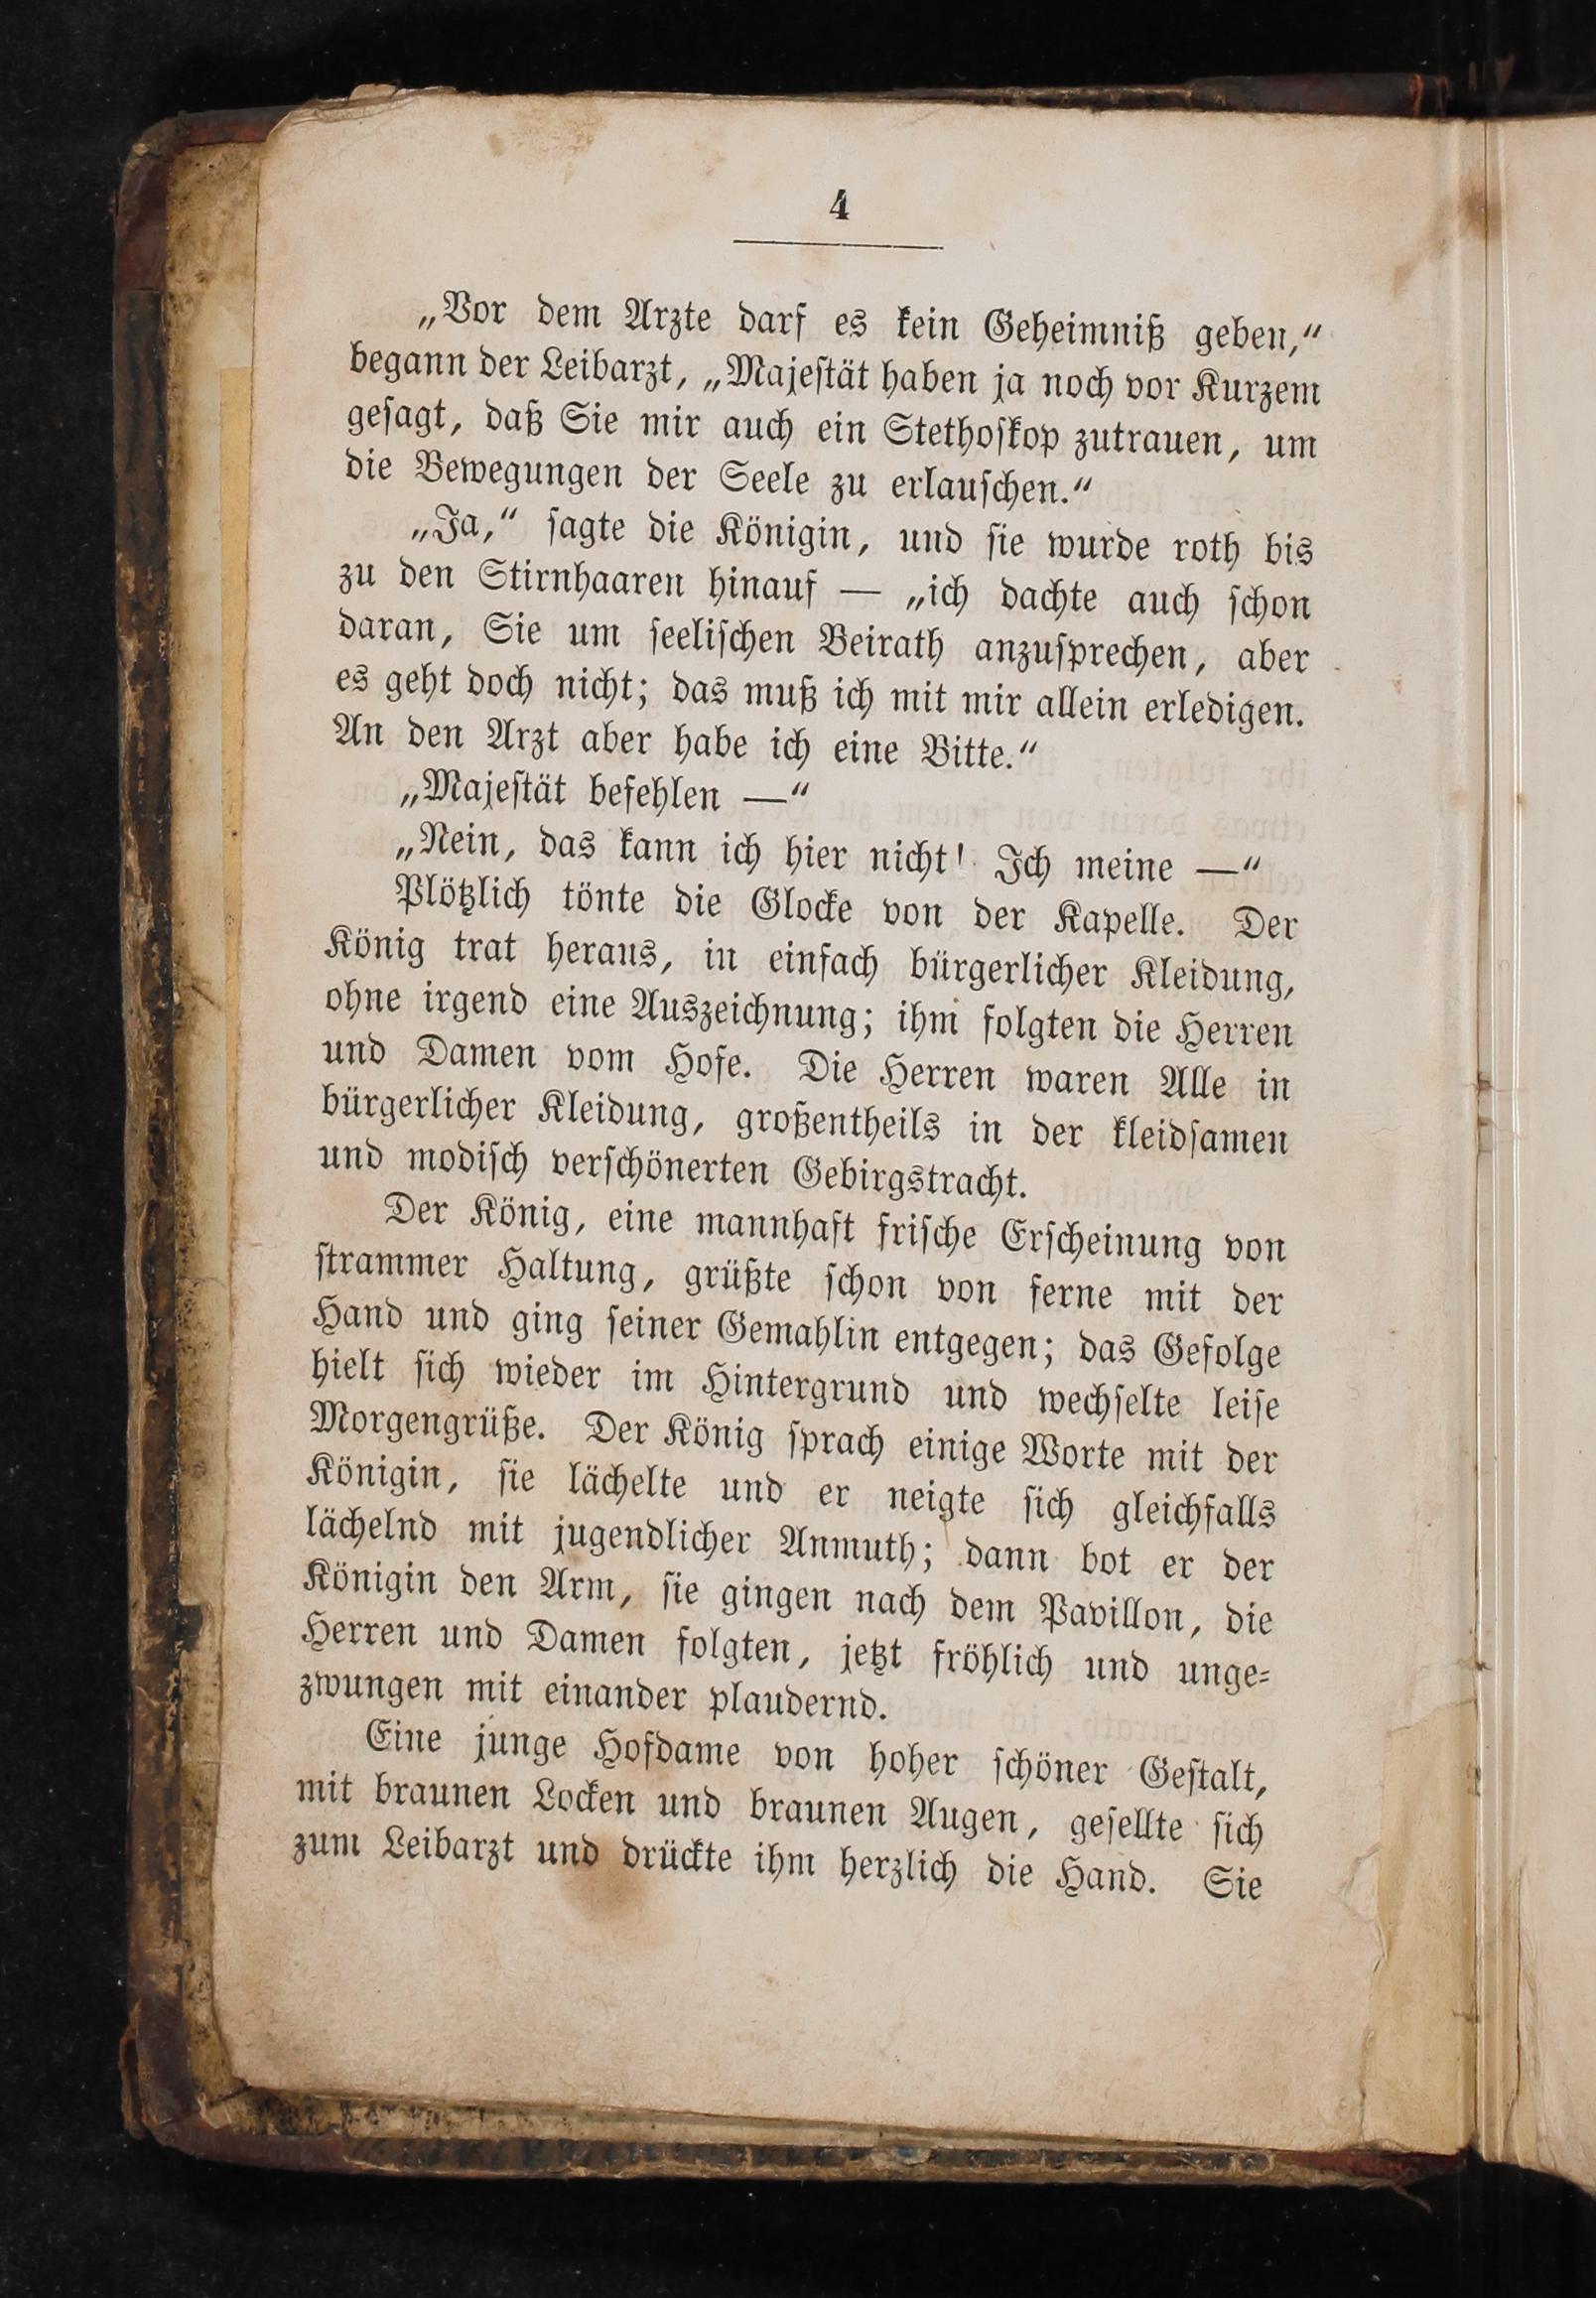 4
„Vor dem Arzte darf es kein Geheimniß geben,“
begann der Leibarzt, „Majeſtät haben ja noch vor Kurzem
geſagt, daß Sie mir auch ein Stethoſkop zutrauen, um
die Bewegungen der Seele zu erlauſchen.“
„Ja,“ ſagte die Königin, und ſie wurde roth bis
zu den Stirnhaaren hinauf — „ich dachte auch ſchon
daran, Sie um ſeeliſchen Beirath anzuſprechen, aber
es geht doch nicht; das muß ich mit mir allein erledigen.
An den Arzt aber habe ich eine Bitte.“
„Majeſtät befehlen —“
„Nein, das kann ich hier nicht! Ich meine —“
Plötzlich tönte die Glocke von der Kapelle. Der
König trat heraus, in einfach bürgerlicher Kleidung,
ohne irgend eine Auszeichnung; ihm folgten die Herren
und Damen vom Hofe. Die Herren waren Alle in
bürgerlicher Kleidung, großentheils in der kleidſamen
und modiſch verſchönerten Gebirgstracht.
Der König, eine mannhaft friſche Erſcheinung von
ſtrammer Haltung, grüßte ſchon von ferne mit der
Hand und ging ſeiner Gemahlin entgegen; das Gefolge
hielt ſich wieder im Hintergrund und wechſelte leiſe
Morgengrüße. Der König ſprach einige Worte mit der
Königin, ſie lächelte und er neigte ſich gleichfalls
lächelnd mit jugendlicher Anmuth; dann bot er der
Königin den Arm, ſie gingen nach dem Pavillon, die
Herren und Damen folgten, jetzt fröhlich und unge⸗
zwungen mit einander plaudernd.
Eine junge Hofdame von hoher ſchöner Geſtalt,
mit braunen Locken und braunen Augen, geſellte ſich
zum Leibarzt und drückte ihm herzlich die Hand. Sie